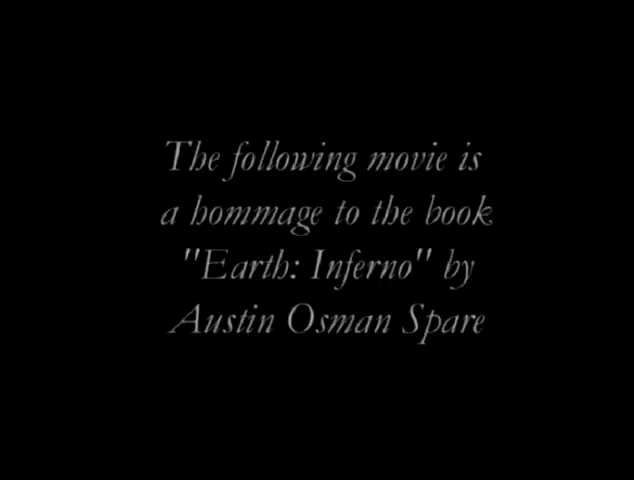 The following movie is
a hommage to the book
"Earth: Inferno" by
Austin Osman Spare